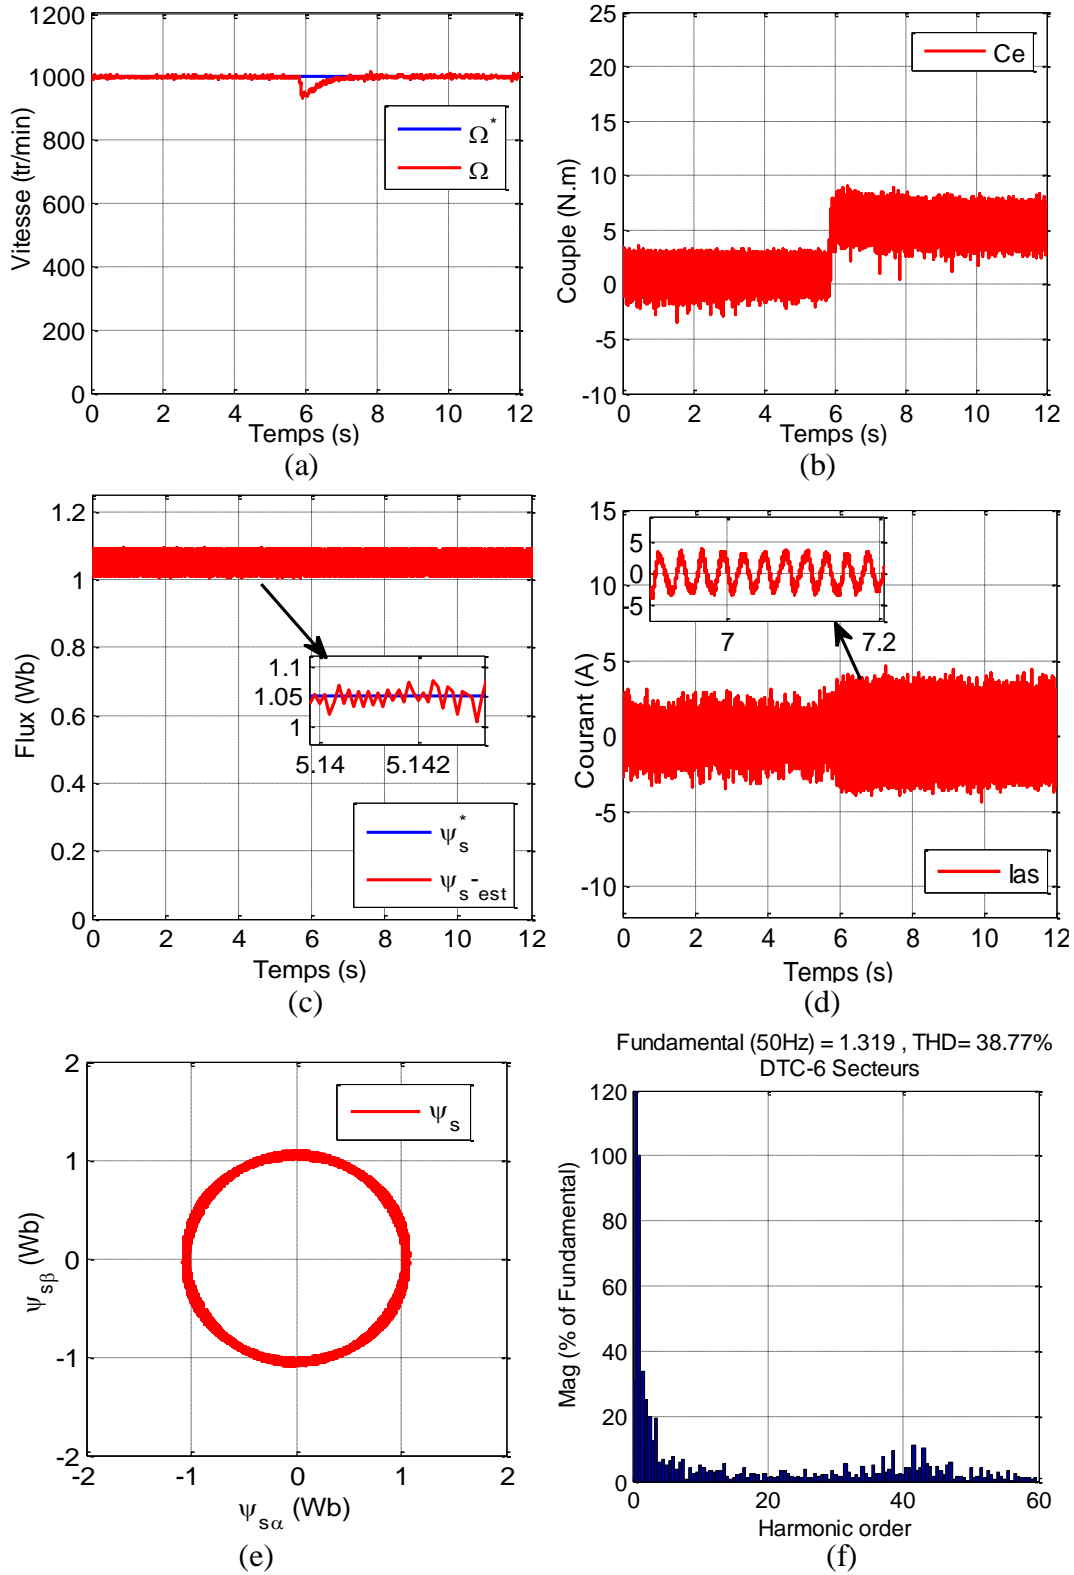 1200
1000
800
600
400
200
0
0 2 4 6 8 10 12
Vitesse (tr/min)
Temps (s)
Ω*
Ω
(a)
25
20
15
10
5
0
-5
-10
0 2 4 6 8 10 12
Couple (N.m)
Temps (s)
Ce
(b)
1.2
1
0.8
0.6
0.4
0.2
0
0 2 4 6 8 10 12
Flux (Wb)
Temps (s)
1.1
1.05
1
5.14 5.142
ψs*
ψs-est
(c)
15
10
5
0
-5
-10
0 2 4 6 8 10 12
Courant (A)
Temps (s)
5
0
-5
7 7.2
Ias
(d)
2
1
0
-1
-2
-2 -1 0 1 2
ψsβ (Wb)
ψsα (Wb)
ψs
(e)
Fundamental (50Hz) = 1.319 , THD= 38.77%
DTC-6 Secteurs
120
100
80
60
40
20
0
0 20 40 60
Mag (% of Fundamental)
Harmonic order
(f)